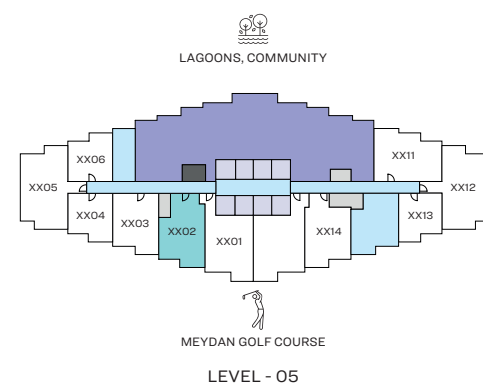 LAGOONS, COMMUNITY
XX06
XX11
XX05
XX12
XX04
XX03
XX02
XX01
XX14
XX13
MEYDAN GOLF COURSE
LEVEL - 05